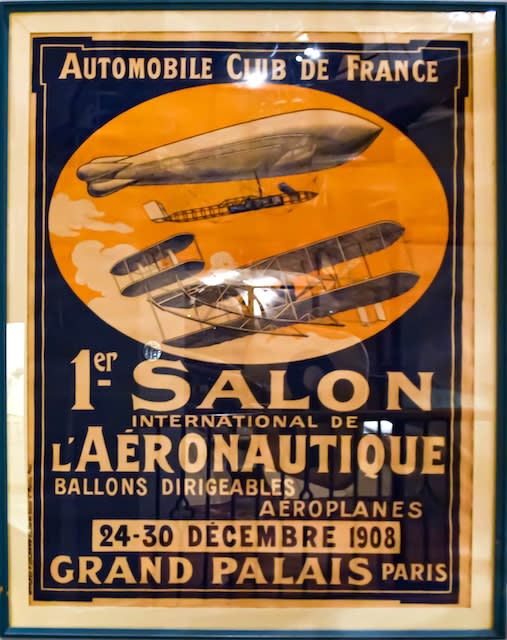 AUTOMOBILE CLUB DE FRANCE
1er SALON
INTERNATIONAL DE
L'AÉRONAUTIQUE
BALLONS DIRIGEABLES
AÉROPLANES
24-30 DÉCEMBRE 1908
GRAND PALAIS PARIS